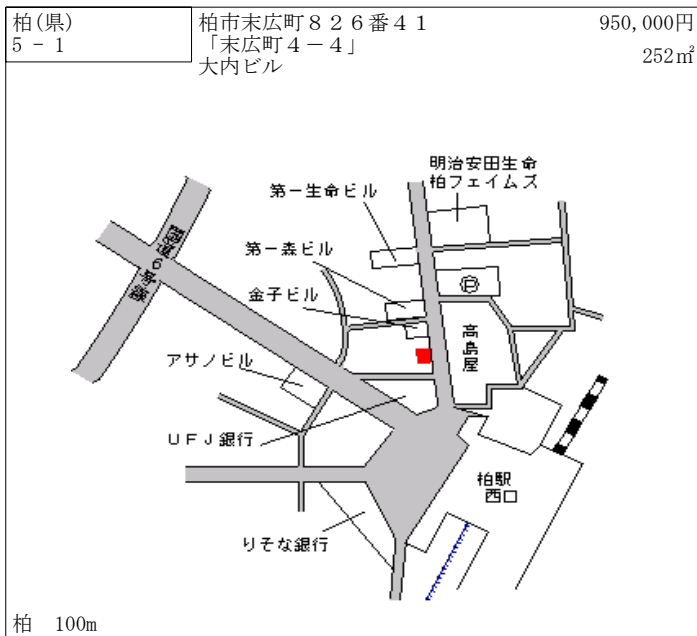 柏(県)
5 - 1
柏市末広町８２６番４１
「末広町４－４」
大内ビル
950,000円
252㎡
明治安田生命
柏フェイムズ
第一生命ビル
第一森ビル
金子ビル
国道６号線
Ⓟ
高島屋
アサノビル
ＵＦＪ銀行
柏駅
西口
りそな銀行
柏　100m